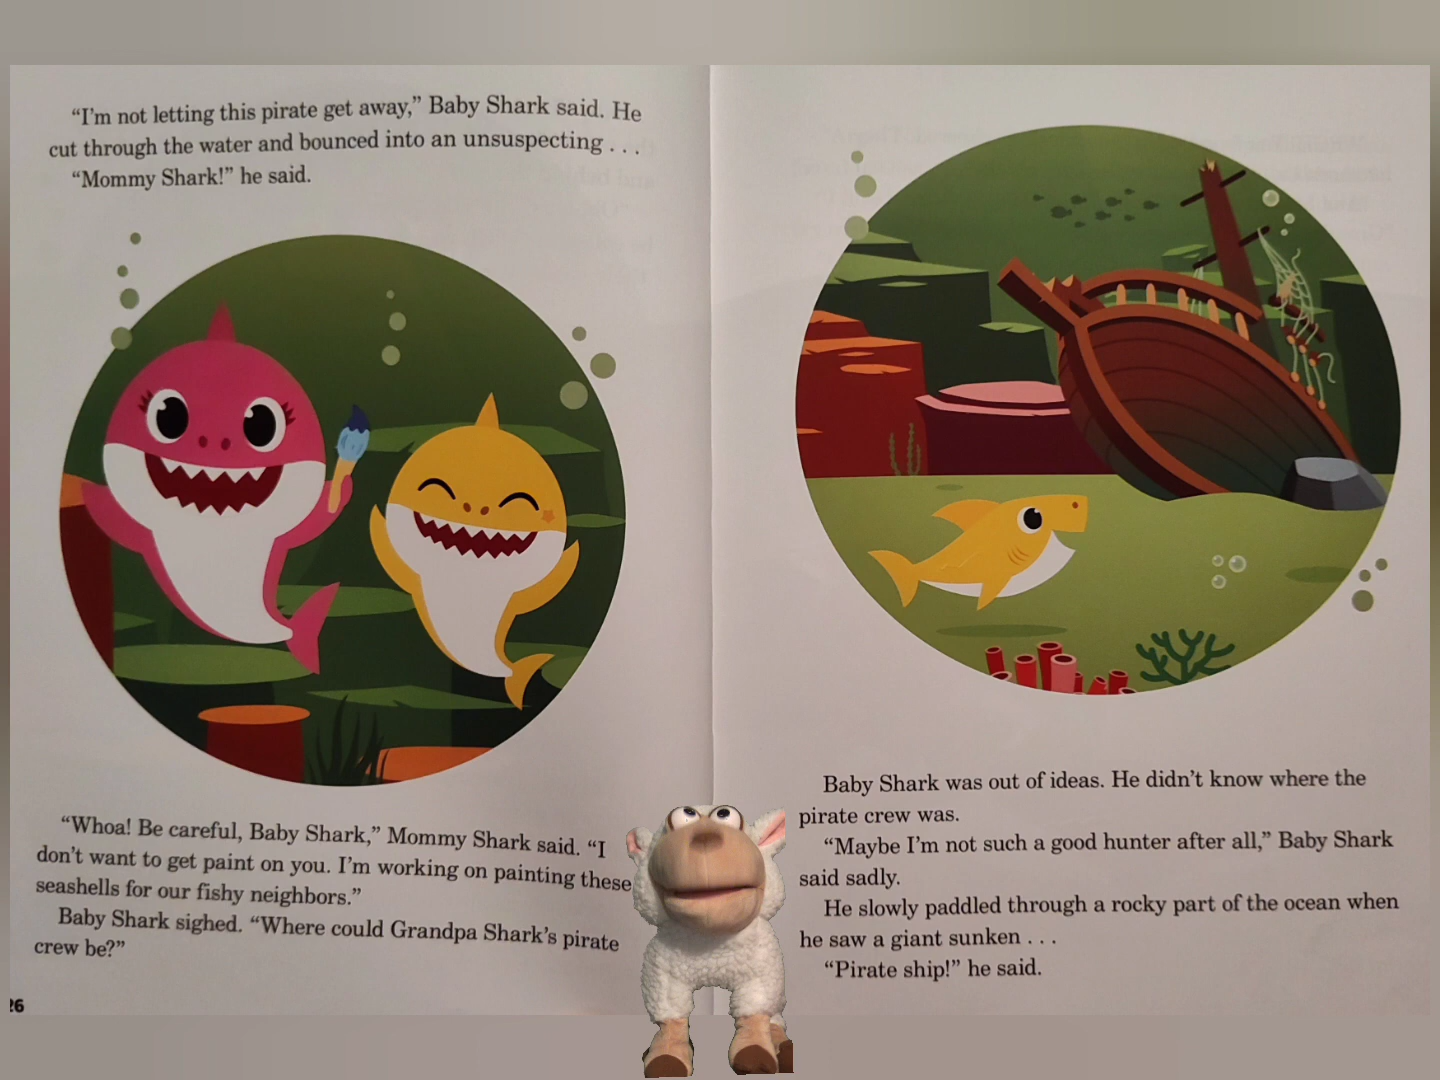 “I’m not letting this pirate get away,” Baby Shark said. He
cut through the water and bounced into an unsuspecting . . .
“Mommy Shark!” he said.
“Whoa! Be careful, Baby Shark,” Mommy Shark said. “I
don’t want to get paint on you. I’m working on painting these
seashells for our fishy neighbors.”
Baby Shark sighed. “Where could Grandpa Shark’s pirate
crew be?”
26
Baby Shark was out of ideas. He didn’t know where the
pirate crew was.
“Maybe I’m not such a good hunter after all,” Baby Shark
said sadly.
He slowly paddled through a rocky part of the ocean when
he saw a giant sunken . . .
“Pirate ship!” he said.